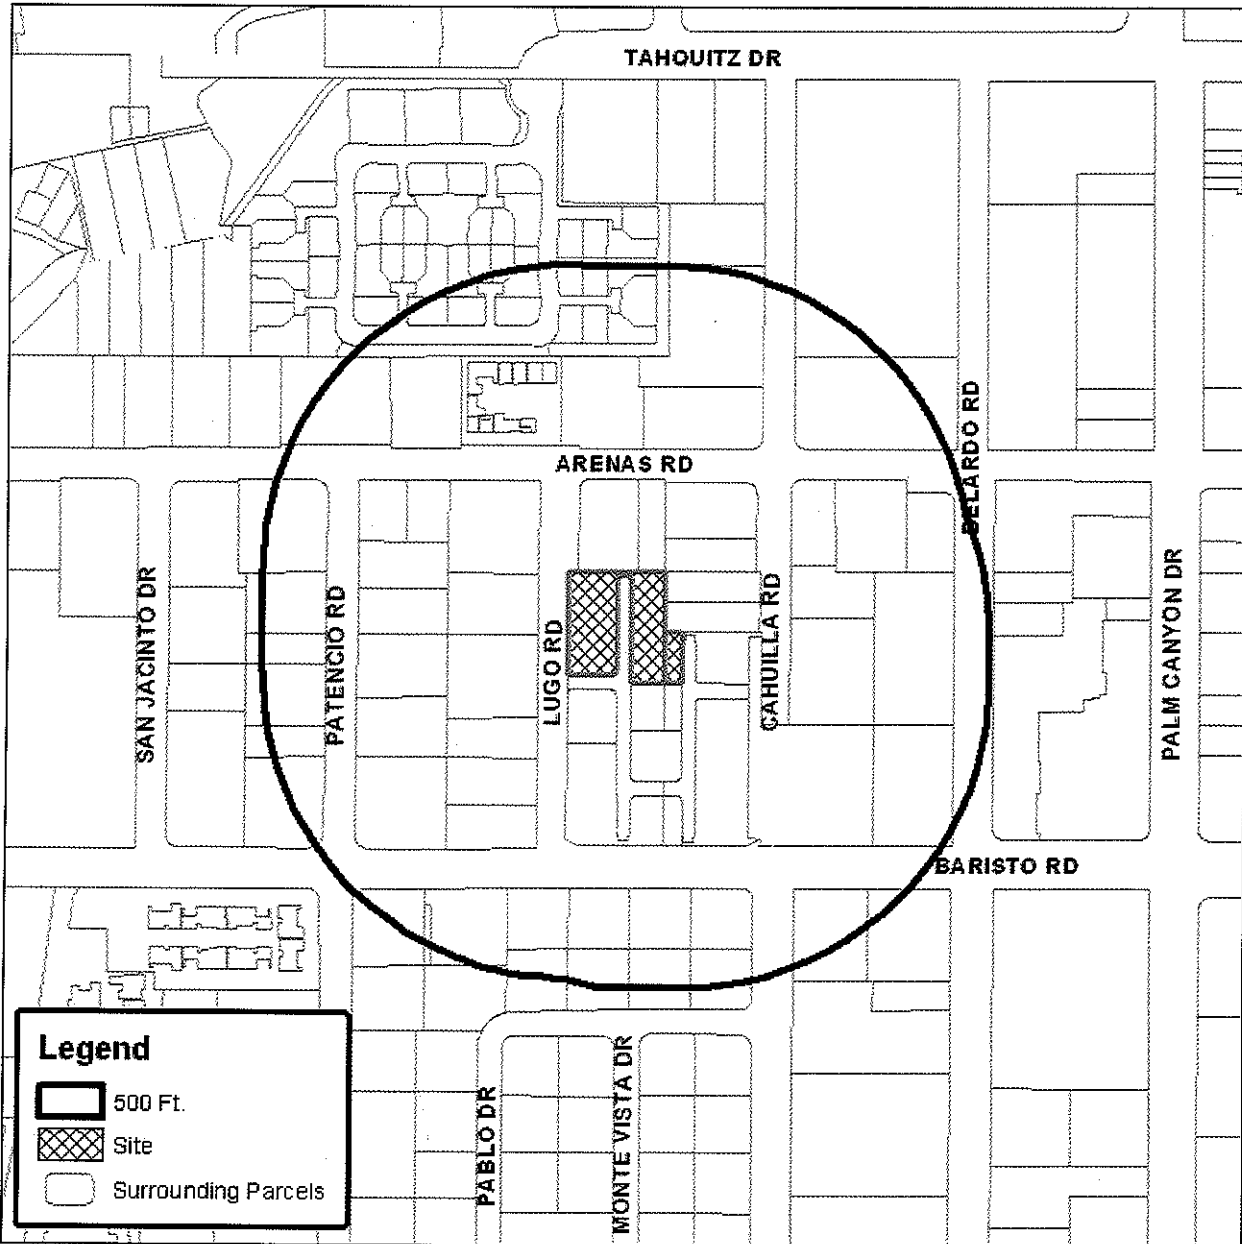 TAHQUITZ DR
BELARDO RD
ARENAS RD
SAN JACINTO DR
PATENCIO RD
LUGO RD
CAHUILLA RD
PALM CANYON DR
BARISTO RD
Legend
500 Ft.
Site
Surrounding Parcels
PABLO DR
MONTE VISTA DR